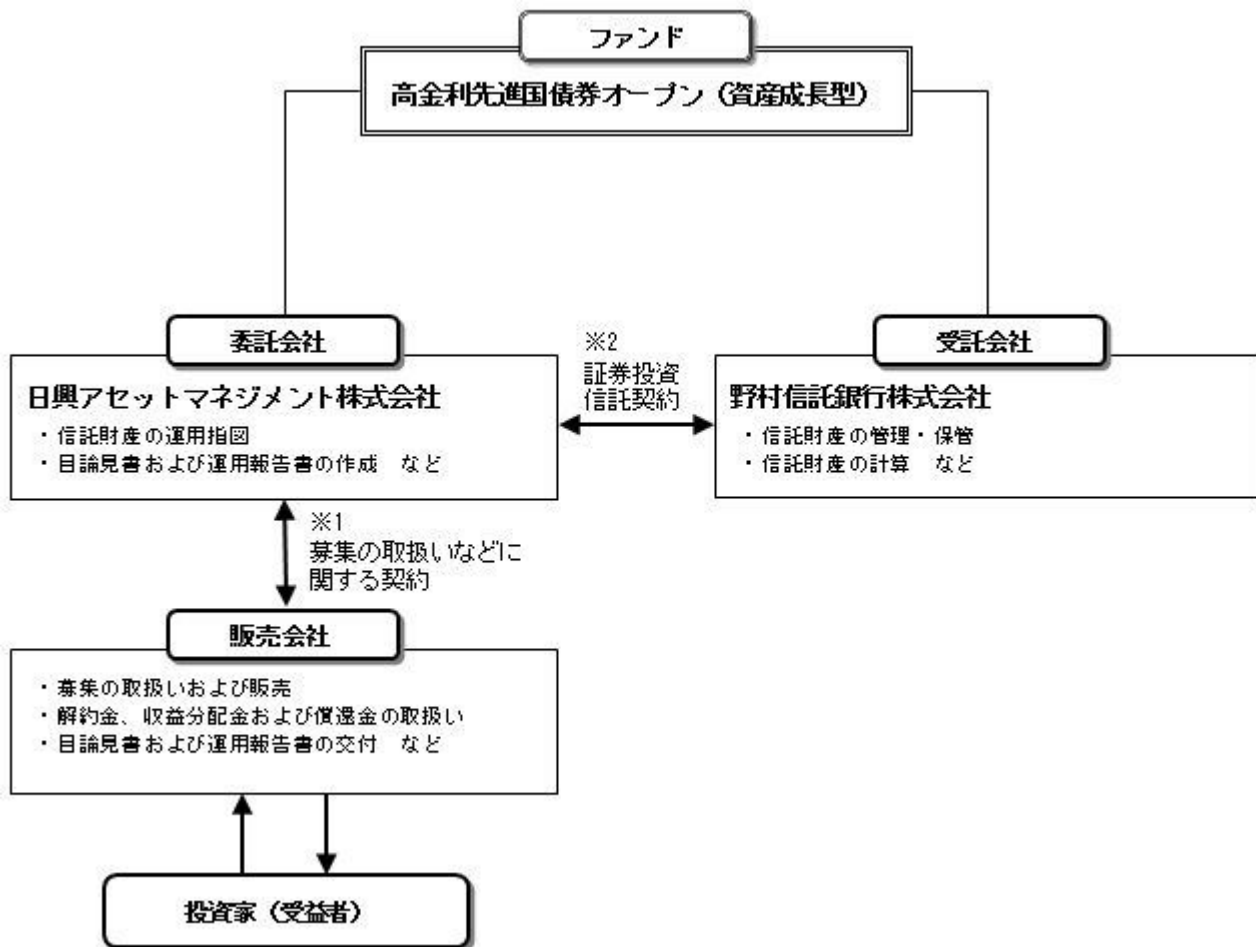 ファンド
高金利先進国債券オープン（資産成長型）
委託会社
日興アセットマネジメント株式会社
・信託財産の運用指図
・目論見書および運用報告書の作成　など
※2
証券投資
信託契約
受託会社
野村信託銀行株式会社
・信託財産の管理・保管
・信託財産の計算　など
※1
募集の取扱いなどに
関する契約
販売会社
・募集の取扱いおよび販売
・解約金、収益分配金および償還金の取扱い
・目論見書および運用報告書の交付　など
投資家（受益者）